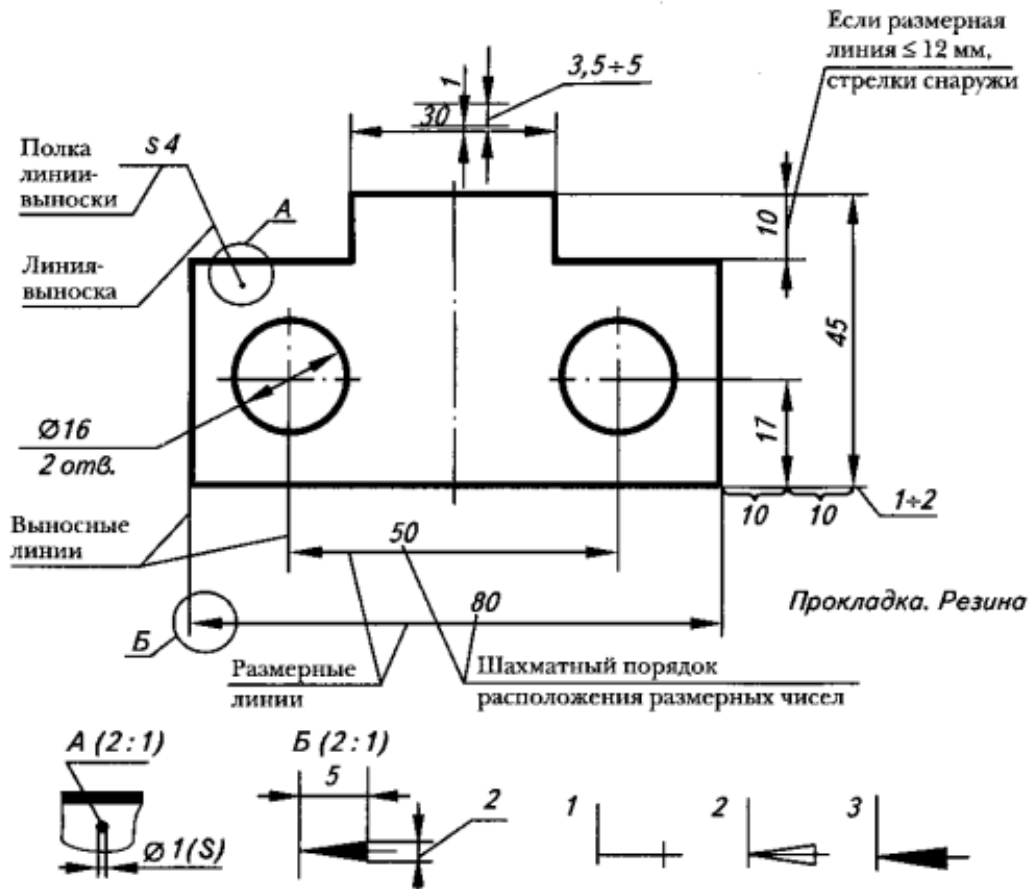 Если размерная
линия ≤ 12 мм,
стрелки снаружи
1
3,5÷5
30
Полка
линии-
выноски
s 4
А
10
Линия-
выноска
45
Ø 16
2 отв.
17
10
10
1÷2
Выносные
линии
50
80
Прокладка. Резина
Б
Размерные
линии
Шахматный порядок
расположения размерных чисел
А (2 : 1)
Ø 1 (S)
Б (2 : 1)
5
2
1
2
3